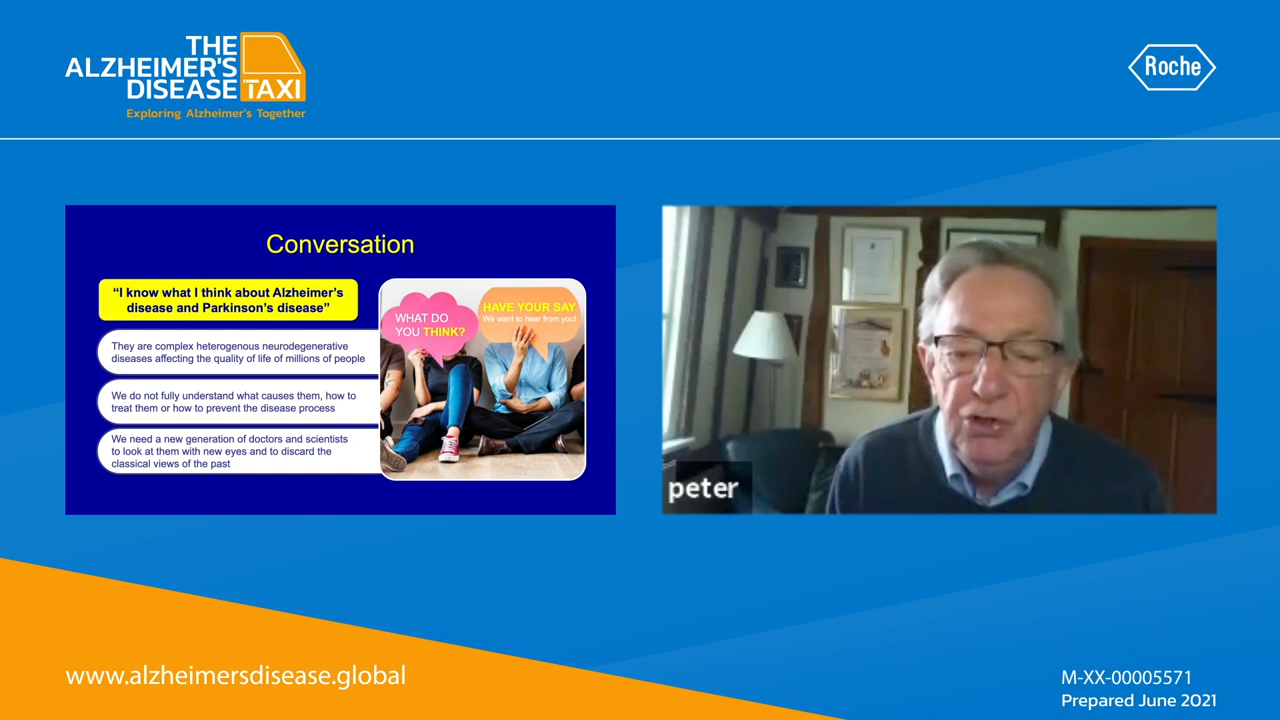 THE
ALZHEIMER'S
DISEASE TAXI
Exploring Alzheimer's Together
Roche
Conversation
“I know what I think about Alzheimer’s
disease and Parkinson’s disease”
They are complex heterogenous neurodegenerative
diseases affecting the quality of life of millions of people
We do not fully understand what causes them, how to
treat them or how to prevent the disease process
We need a new generation of doctors and scientists
to look at them with new eyes and to discard the
classical views of the past
WHAT DO
YOU THINK?
HAVE YOUR SAY
We want to hear from you!
peter
www.alzheimersdisease.global
M-XX-00005571
Prepared June 2021